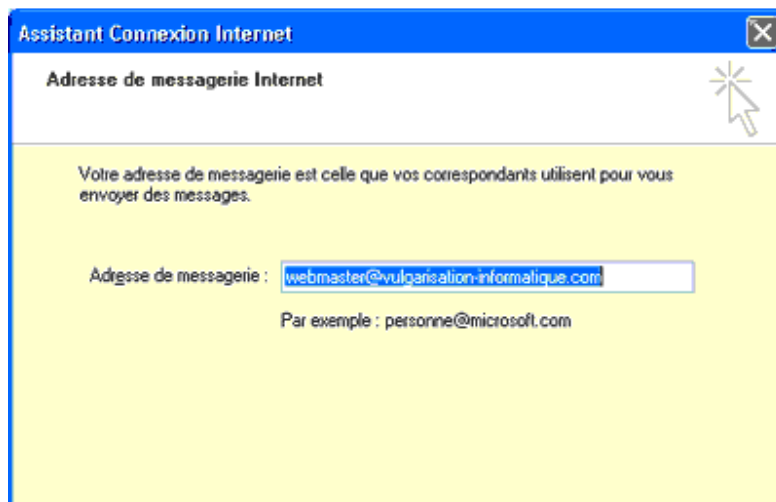 Assistant Connexion Internet
Adresse de messagerie Internet
Votre adresse de messagerie est celle que vos correspondants utilisent pour vous
envoyer des messages.
Adresse de messagerie : webmaster@vulgarisation-informatique.com
Par exemple : personne@microsoft.com